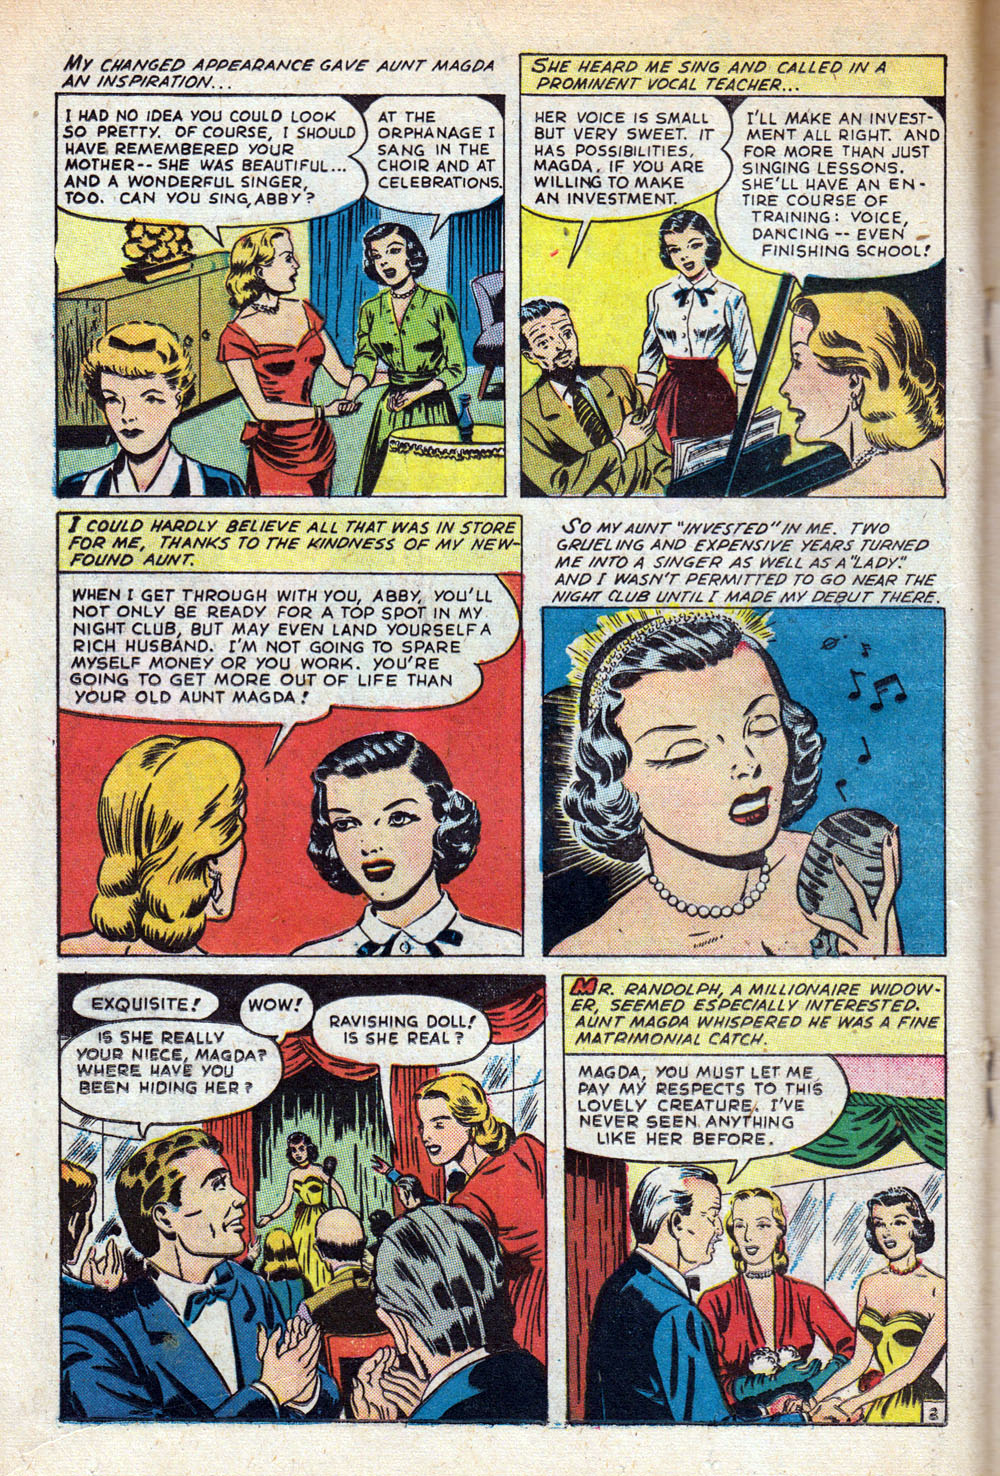 MY CHANGED APPEARANCE GAVE AUNT MAGDA
AN INSPIRATION...
I HAD NO IDEA YOU COULD LOOK
SO PRETTY. OF COURSE, I SHOULD
HAVE REMEMBERED YOUR
MOTHER-- SHE WAS BEAUTIFUL...
AND A WONDERFUL SINGER,
TOO. CAN YOU SING, ABBY?
AT THE
ORPHANAGE I
SANG IN THE
CHOIR AND AT
CELEBRATIONS.
SHE HEARD ME SING AND CALLED IN A
PROMINENT VOCAL TEACHER...
HER VOICE IS SMALL
BUT VERY SWEET. IT
HAS POSSIBILITIES,
MAGDA, IF YOU ARE
WILLING TO MAKE
AN INVESTMENT.
I'LL MAKE AN INVEST-
MENT ALL RIGHT. AND
FOR MORE THAN JUST
SINGING LESSONS.
SHE'LL HAVE AN EN-
TIRE COURSE OF
TRAINING: VOICE,
DANCING -- EVEN
FINISHING SCHOOL!
I COULD HARDLY BELIEVE ALL THAT WAS IN STORE
FOR ME, THANKS TO THE KINDNESS OF MY NEW-
FOUND AUNT.
WHEN I GET THROUGH WITH YOU, ABBY, YOU'LL
NOT ONLY BE READY FOR A TOP SPOT IN MY
NIGHT CLUB, BUT MAY EVEN LAND YOURSELF A
RICH HUSBAND. I'M NOT GOING TO SPARE
MYSELF MONEY OR YOU WORK. YOU'RE
GOING TO GET MORE OUT OF LIFE THAN
YOUR OLD AUNT MAGDA!
SO MY AUNT "INVESTED" IN ME. TWO
GRUELING AND EXPENSIVE YEARS TURNED
ME INTO A SINGER AS WELL AS A "LADY."
AND I WASN'T PERMITTED TO GO NEAR THE
NIGHT CLUB UNTIL I MADE MY DEBUT THERE.
EXQUISITE!
WOW!
IS SHE REALLY
YOUR NIECE, MAGDA?
WHERE HAVE YOU
BEEN HIDING HER?
RAVISHING DOLL!
IS SHE REAL?
MR. RANDOLPH, A MILLIONAIRE WIDOW-
ER, SEEMED ESPECIALLY INTERESTED.
AUNT MAGDA WHISPERED HE WAS A FINE
MATRIMONIAL CATCH.
MAGDA, YOU MUST LET ME
PAY MY RESPECTS TO THIS
LOVELY CREATURE. I'VE
NEVER SEEN ANYTHING
LIKE HER BEFORE.
3